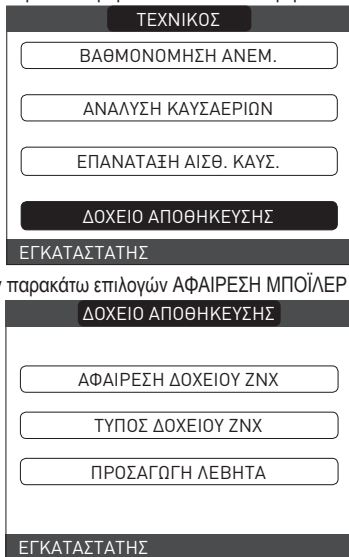 ΤΕΧΝΙΚΟΣ
ΒΑΘΜΟΝΟΜΗΣΗ ΑΝΕΜ.
ΑΝΑΛΥΣΗ ΚΑΥΣΑΕΡΙΩΝ
ΕΠΑΝΑΤΑΞΗ ΑΙΣΘ. ΚΑΥΣ.
ΔΟΧΕΙΟ ΑΠΟΘΗΚΕΥΣΗΣ
ΕΓΚΑΤΑΣΤΑΤΗΣ
παρακάτω επιλογών ΑΦΑΙΡΕΣΗ ΜΠΟΪΛΕΡ
ΔΟΧΕΙΟ ΑΠΟΘΗΚΕΥΣΗΣ
ΑΦΑΙΡΕΣΗ ΔΟΧΕΙΟΥ ΖΝΧ
ΤΥΠΟΣ ΔΟΧΕΙΟΥ ΖΝΧ
ΠΡΟΣΑΓΩΓΗ ΛΕΒΗΤΑ
ΕΓΚΑΤΑΣΤΑΤΗΣ